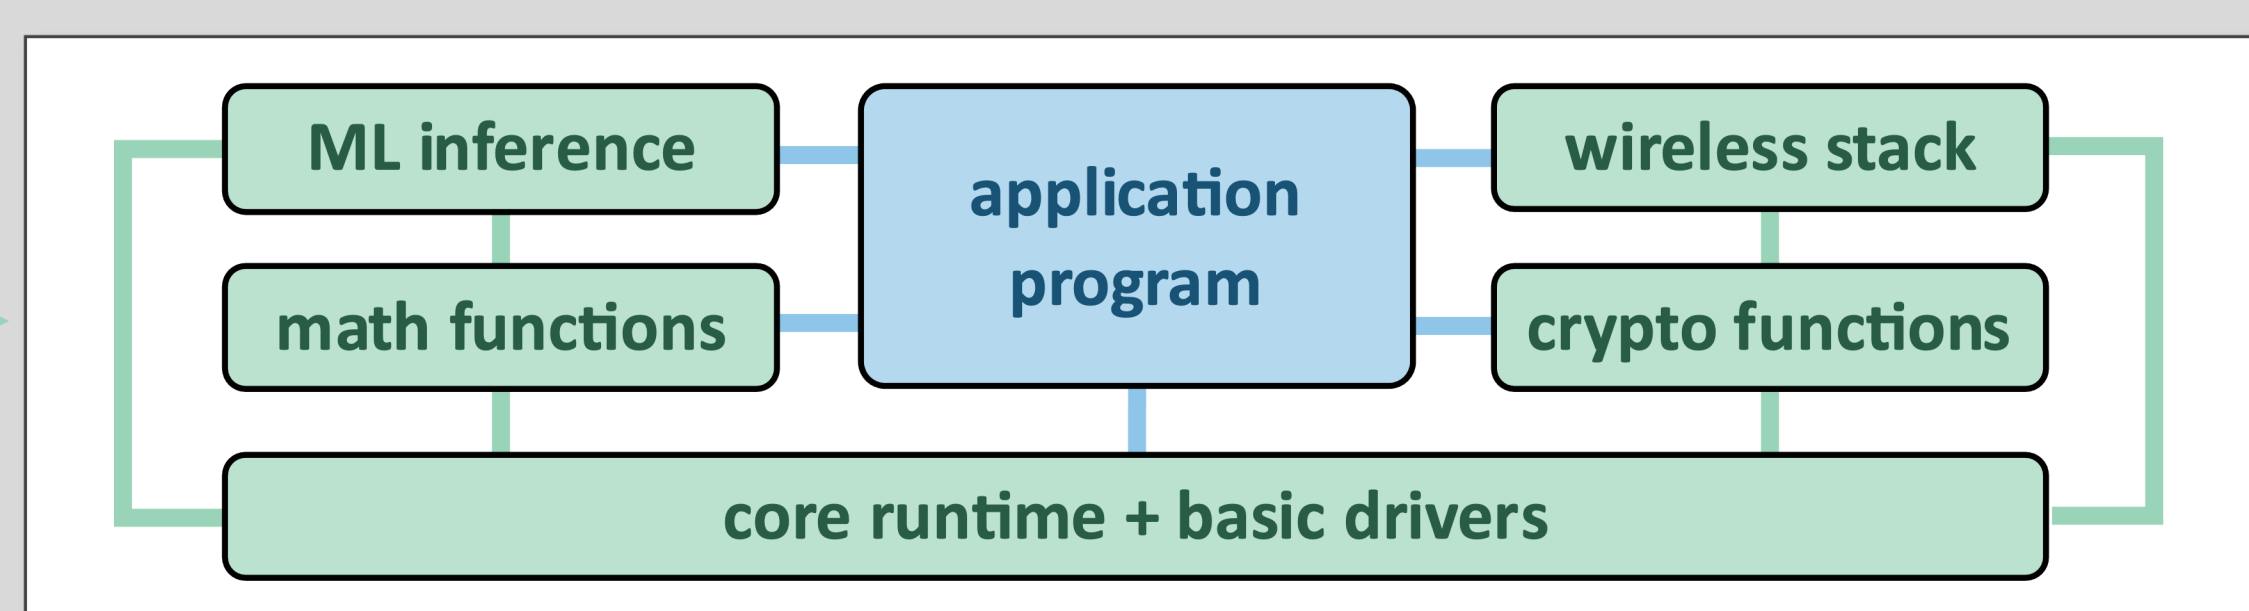 ML inference
application
program
wireless stack
math functions
crypto functions
core runtime + basic drivers